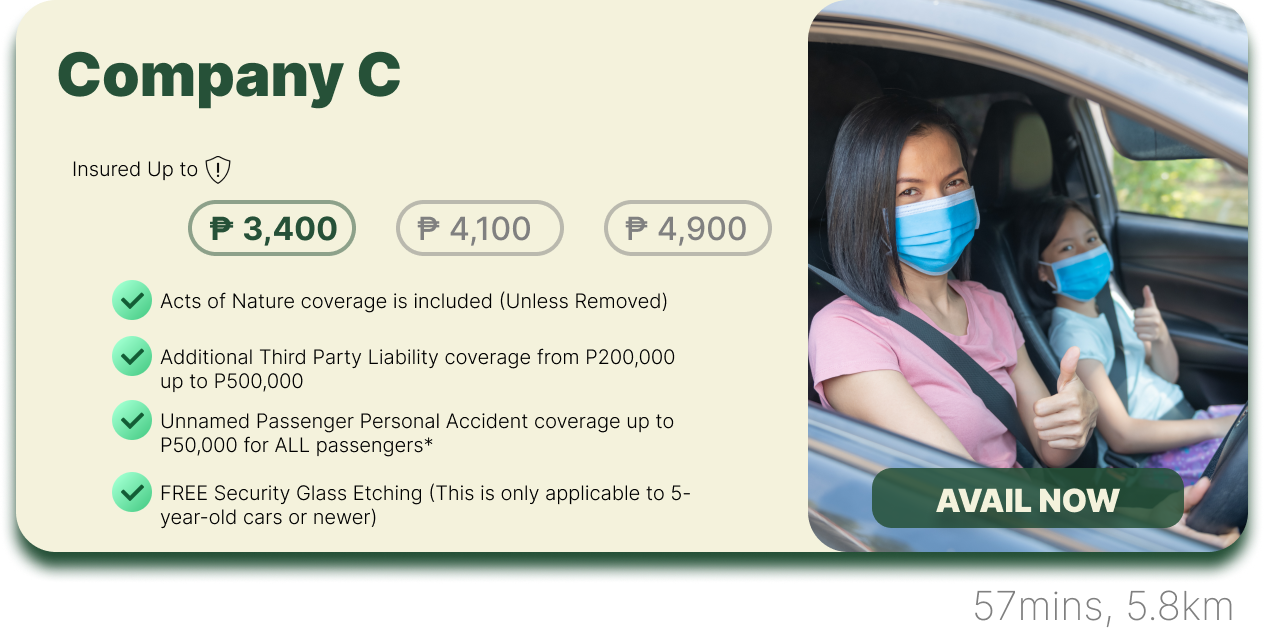 Company C
Insured Up to
₱ 3,400
₱ 4,100
₱ 4,900
Acts of Nature coverage is included (Unless Removed)
Additional Third Party Liability coverage from P200,000
up to P500,000
Unnamed Passenger Personal Accident coverage up to
P50,000 for ALL passengers*
FREE Security Glass Etching (This is only applicable to 5-
year-old cars or newer)
AVAIL NOW
57mins, 5.8km